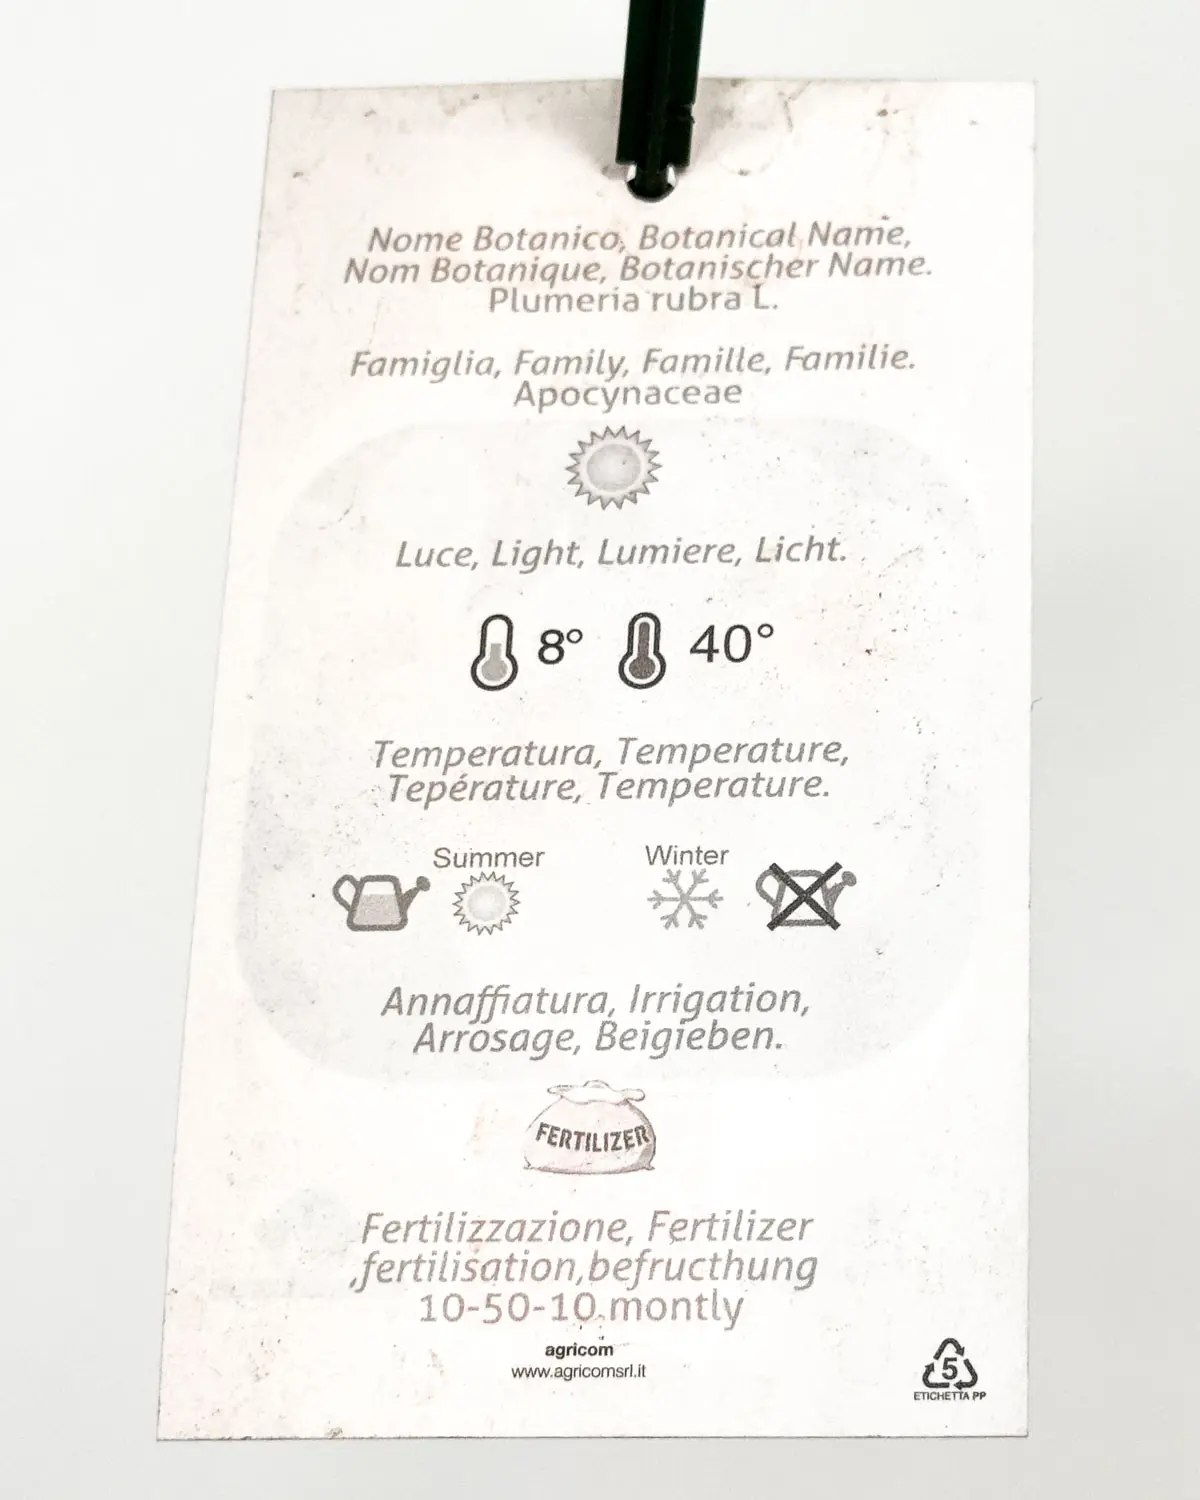 Nome Botanico, Botanical Name,
Nom Botanique, Botanischer Name.
Plumeria rubra L.
Famiglia, Family, Famille, Familie.
Apocynaceae
Luce, Light, Lumiere, Licht.
8° 40°
Temperatura, Temperature,
Tepérature, Temperature.
Summer Winter
Annaffiatura, Irrigation,
Arrosage, Beigieben.
FERTILIZER
Fertilizzazione, Fertilizer
,fertilisation,befructhung
10-50-10.montly
agricom
www.agricomsrl.it
5
ETICHETTA PP